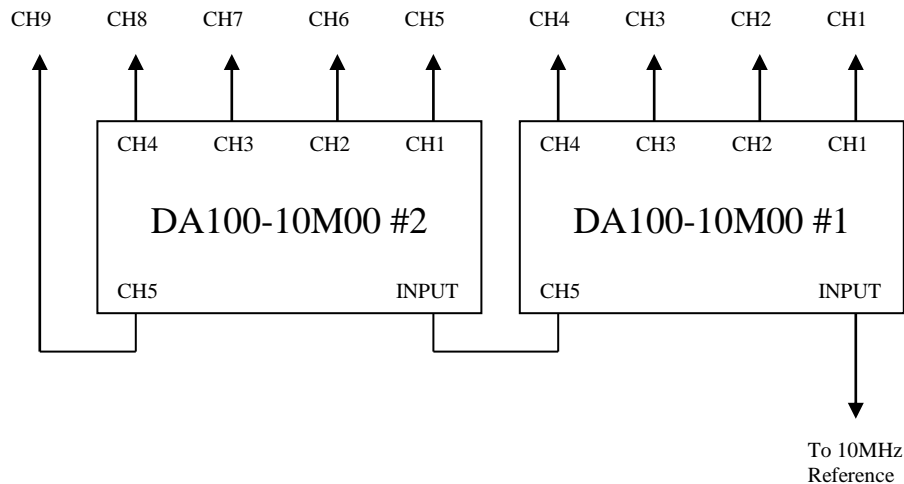 CH9 CH8 CH7 CH6 CH5 CH4 CH3 CH2 CH1
CH4 CH3 CH2 CH1 CH4 CH3 CH2 CH1
DA100-10M00 #2 DA100-10M00 #1
CH5 INPUT CH5 INPUT
To 10MHz
Reference